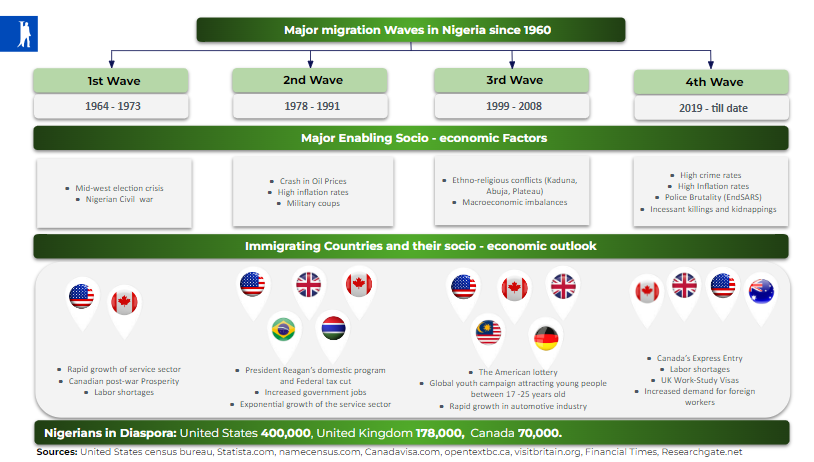 Major migration Waves in Nigeria since 1960
1st Wave
1964 - 1973
2nd Wave
1978 - 1991
3rd Wave
1999 - 2008
4th Wave
2019 - till date
Major Enabling Socio - economic Factors
▪ Mid-west election crisis
▪ Nigerian Civil war
▪ Crash in Oil Prices
▪ High inflation rates
▪ Military coups
▪ Ethno-religious conflicts (Kaduna,
Abuja, Plateau)
▪ Macroeconomic imbalances
▪ High crime rates
▪ High Inflation rates
▪ Police Brutality (EndSARS)
▪ Incessant killings and kidnappings
Immigrating Countries and their socio - economic outlook
▪ Rapid growth of service sector
▪ Canadian post-war Prosperity
▪ Labor shortages
▪ President Reagan's domestic program
and Federal tax cut
▪ Increased government jobs
▪ Exponential growth of the service sector
▪ The American lottery
▪ Global youth campaign attracting young people
between 17 -25 years old
▪ Rapid growth in automotive industry
▪ Canada's Express Entry
▪ Labor shortages
▪ UK Work-Study Visas
▪ Increased demand for foreign
workers
Nigerians in Diaspora: United States 400,000, United Kingdom 178,000, Canada 70,000.
Sources: United States census bureau, Statista.com, namecensus.com, Canadavisa.com, opentextbc.ca, visitbritain.org, Financial Times, Researchgate.net